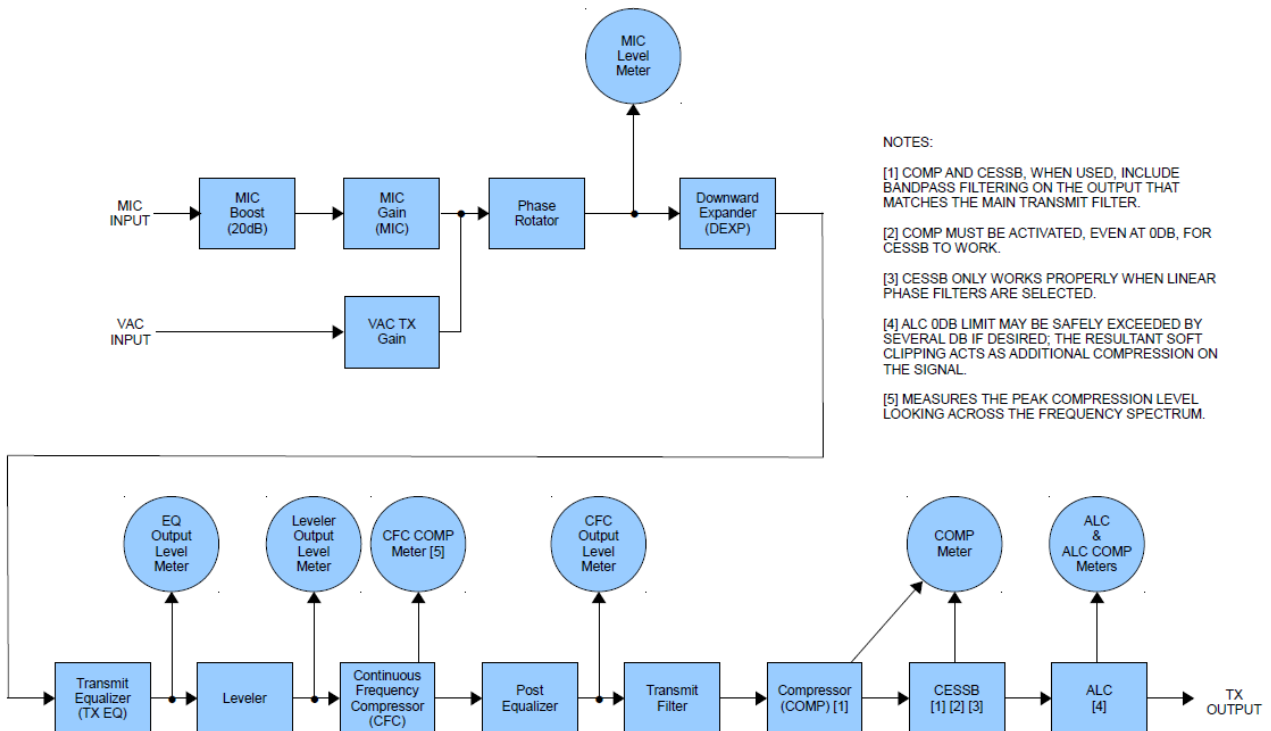 MIC
Level
Meter
NOTES:
[1] COMP AND CESSB, WHEN USED, INCLUDE
BANDPASS FILTERING ON THE OUTPUT THAT
MATCHES THE MAIN TRANSMIT FILTER.
[2] COMP MUST BE ACTIVATED, EVEN AT 0DB, FOR
CESSB TO WORK.
[3] CESSB ONLY WORKS PROPERLY WHEN LINEAR
PHASE FILTERS ARE SELECTED.
[4] ALC 0DB LIMIT MAY BE SAFELY EXCEEDED BY
SEVERAL DB IF DESIRED; THE RESULTANT SOFT
CLIPPING ACTS AS ADDITIONAL COMPRESSION ON
THE SIGNAL.
[5] MEASURES THE PEAK COMPRESSION LEVEL
LOOKING ACROSS THE FREQUENCY SPECTRUM.
MIC
INPUT
MIC
Boost
(20dB)
MIC
Gain
(MIC)
Phase
Rotator
Downward
Expander
(DEXP)
VAC
INPUT
VAC TX
Gain
EQ
Output
Level
Meter
Leveler
Output
Level
Meter
CFC COMP
Meter [5]
CFC
Output
Level
Meter
COMP
Meter
ALC
&
ALC COMP
Meters
Transmit
Equalizer
(TX EQ)
Leveler
Continuous
Frequency
Compressor
(CFC)
Post
Equalizer
Transmit
Filter
Compressor
(COMP) [1]
CESSB
[1] [2] [3]
ALC
[4]
TX
OUTPUT